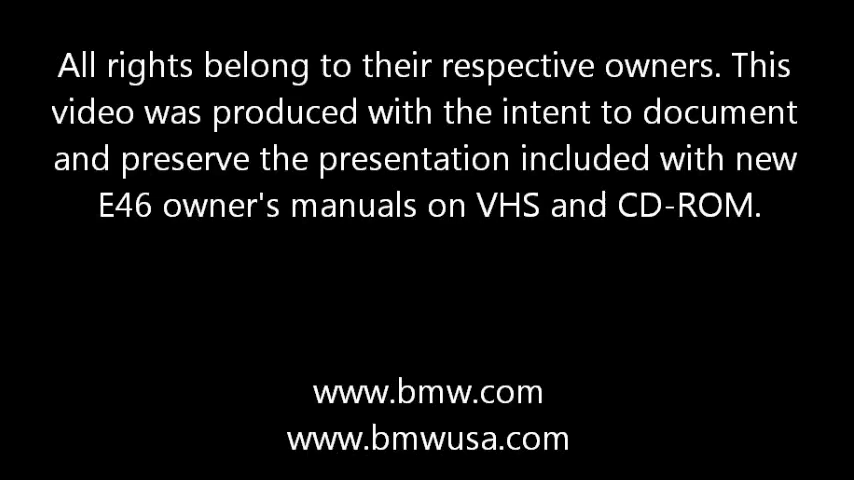 All rights belong to their respective owners. This
video was produced with the intent to document
and preserve the presentation included with new
E46 owner's manuals on VHS and CD-ROM.
www.bmw.com
www.bmwusa.com